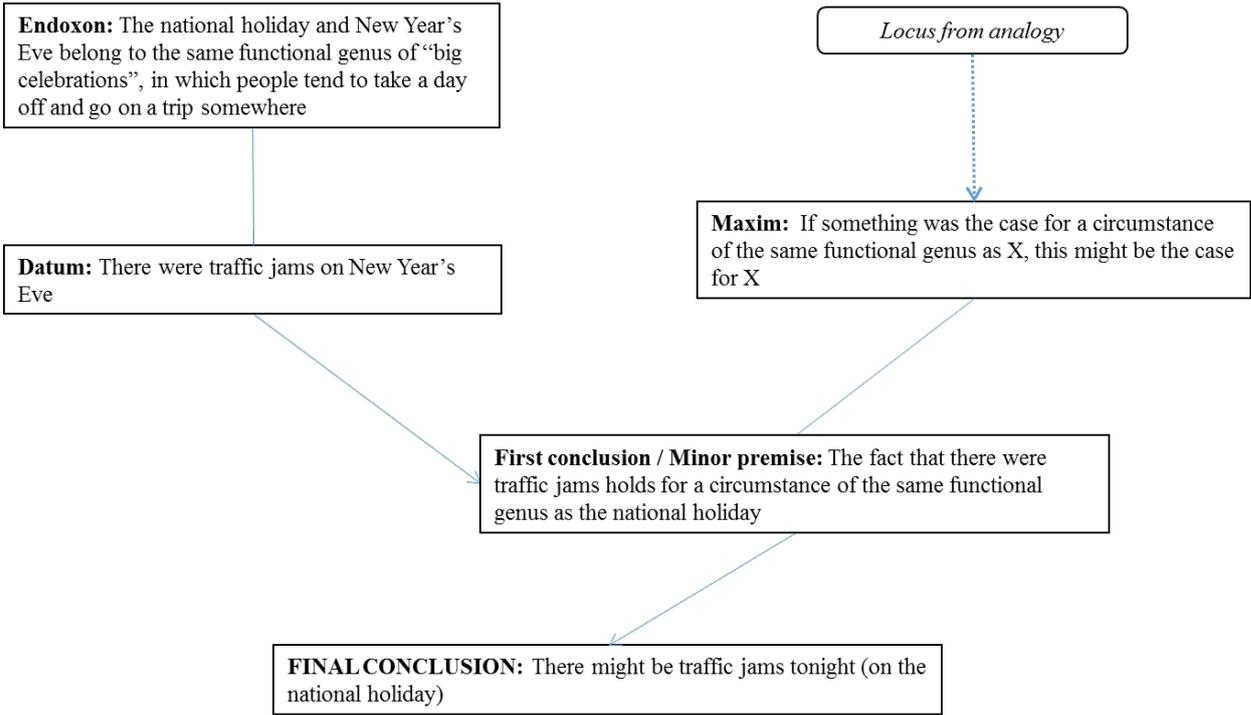 Endoxon: The national holiday and New Year’s
Eve belong to the same functional genus of “big
celebrations”, in which people tend to take a day
off and go on a trip somewhere
Locus from analogy
Maxim: If something was the case for a circumstance
of the same functional genus as X, this might be the case
for X
Datum: There were traffic jams on New Year’s
Eve
First conclusion / Minor premise: The fact that there were
traffic jams holds for a circumstance of the same functional
genus as the national holiday
FINAL CONCLUSION: There might be traffic jams tonight (on the
national holiday)